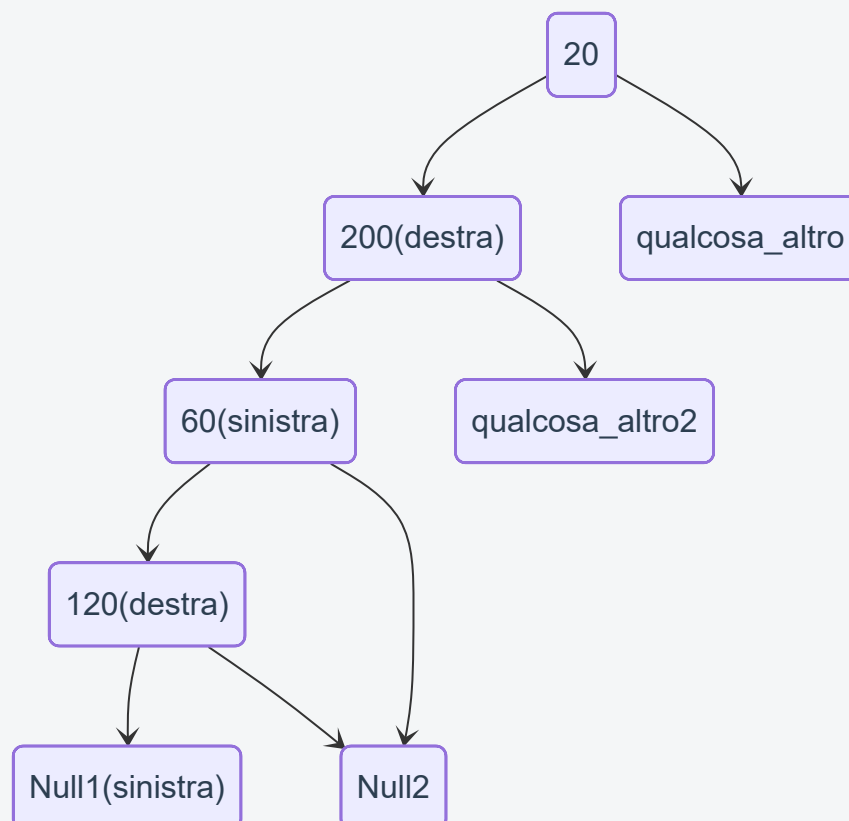 20
200(destra)
qualcosa_altro
60(sinistra)
qualcosa_altro2
120(destra)
Null1(sinistra)
Null2